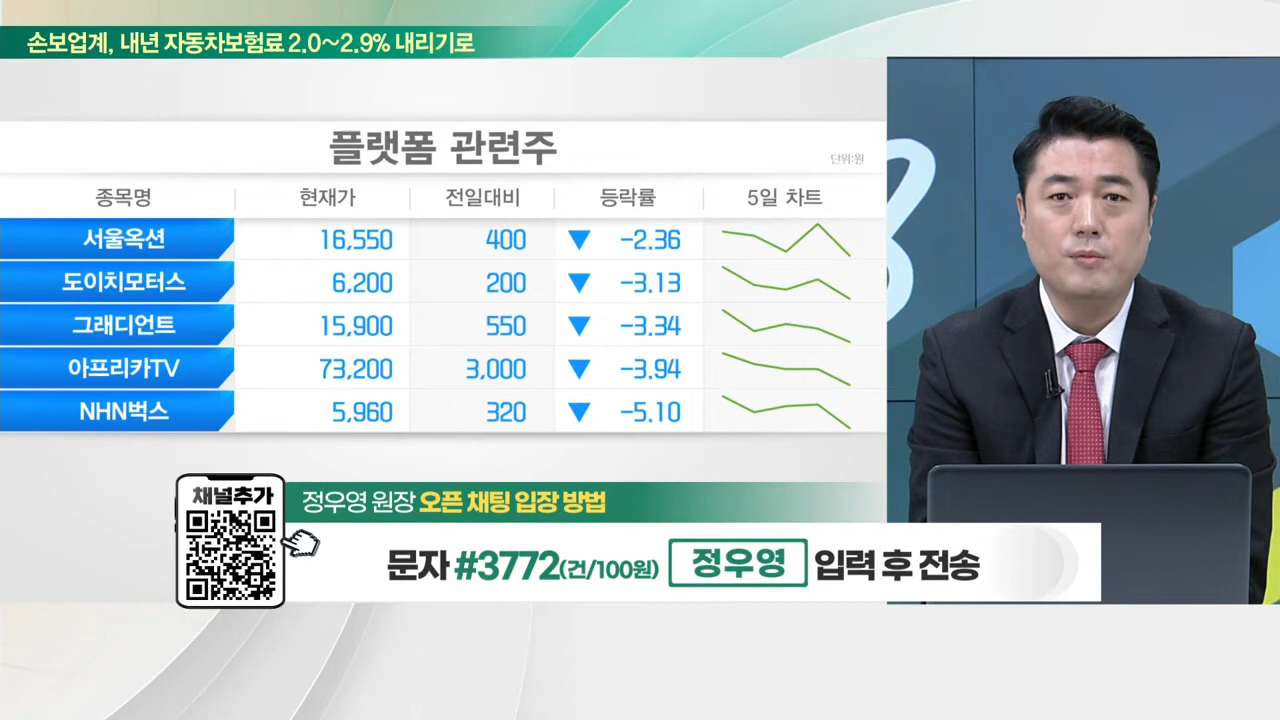 손보업계, 내년 자동차보험료 2.0~2.9% 내리기로
플랫폼 관련주
단위:원
종목명 현재가 전일대비 등락률 5일 차트
서울옥션 16,550 400 ▼ -2.36
도이치모터스 6,200 200 ▼ -3.13
그래디언트 15,900 550 ▼ -3.34
아프리카TV 73,200 3,000 ▼ -3.94
NHN벅스 5,960 320 ▼ -5.10
채널추가
정우영 원장 오픈 채팅 입장 방법
문자 #3772(건/100원) 정우영 입력 후 전송